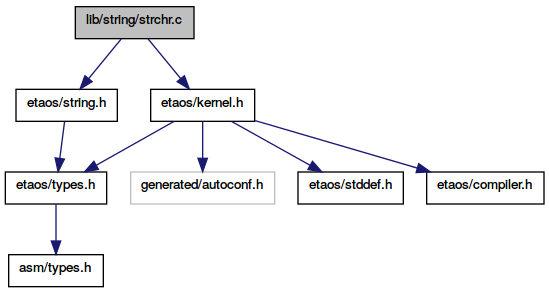 lib/string/strchr.c
etaos/string.h
etaos/kernel.h
etaos/types.h
generated/autoconf.h
etaos/stddef.h
etaos/compiler.h
asm/types.h